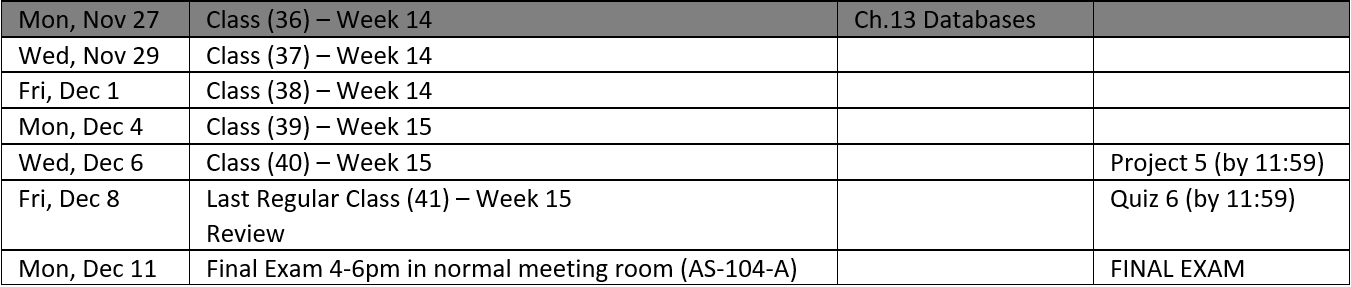 Mon, Nov 27 Class (36) – Week 14 Ch.13 Databases
Wed, Nov 29 Class (37) – Week 14
Fri, Dec 1 Class (38) – Week 14
Mon, Dec 4 Class (39) – Week 15
Wed, Dec 6 Class (40) – Week 15 Project 5 (by 11:59)
Fri, Dec 8 Last Regular Class (41) – Week 15 Quiz 6 (by 11:59)
Review
Mon, Dec 11 Final Exam 4-6pm in normal meeting room (AS-104-A) FINAL EXAM